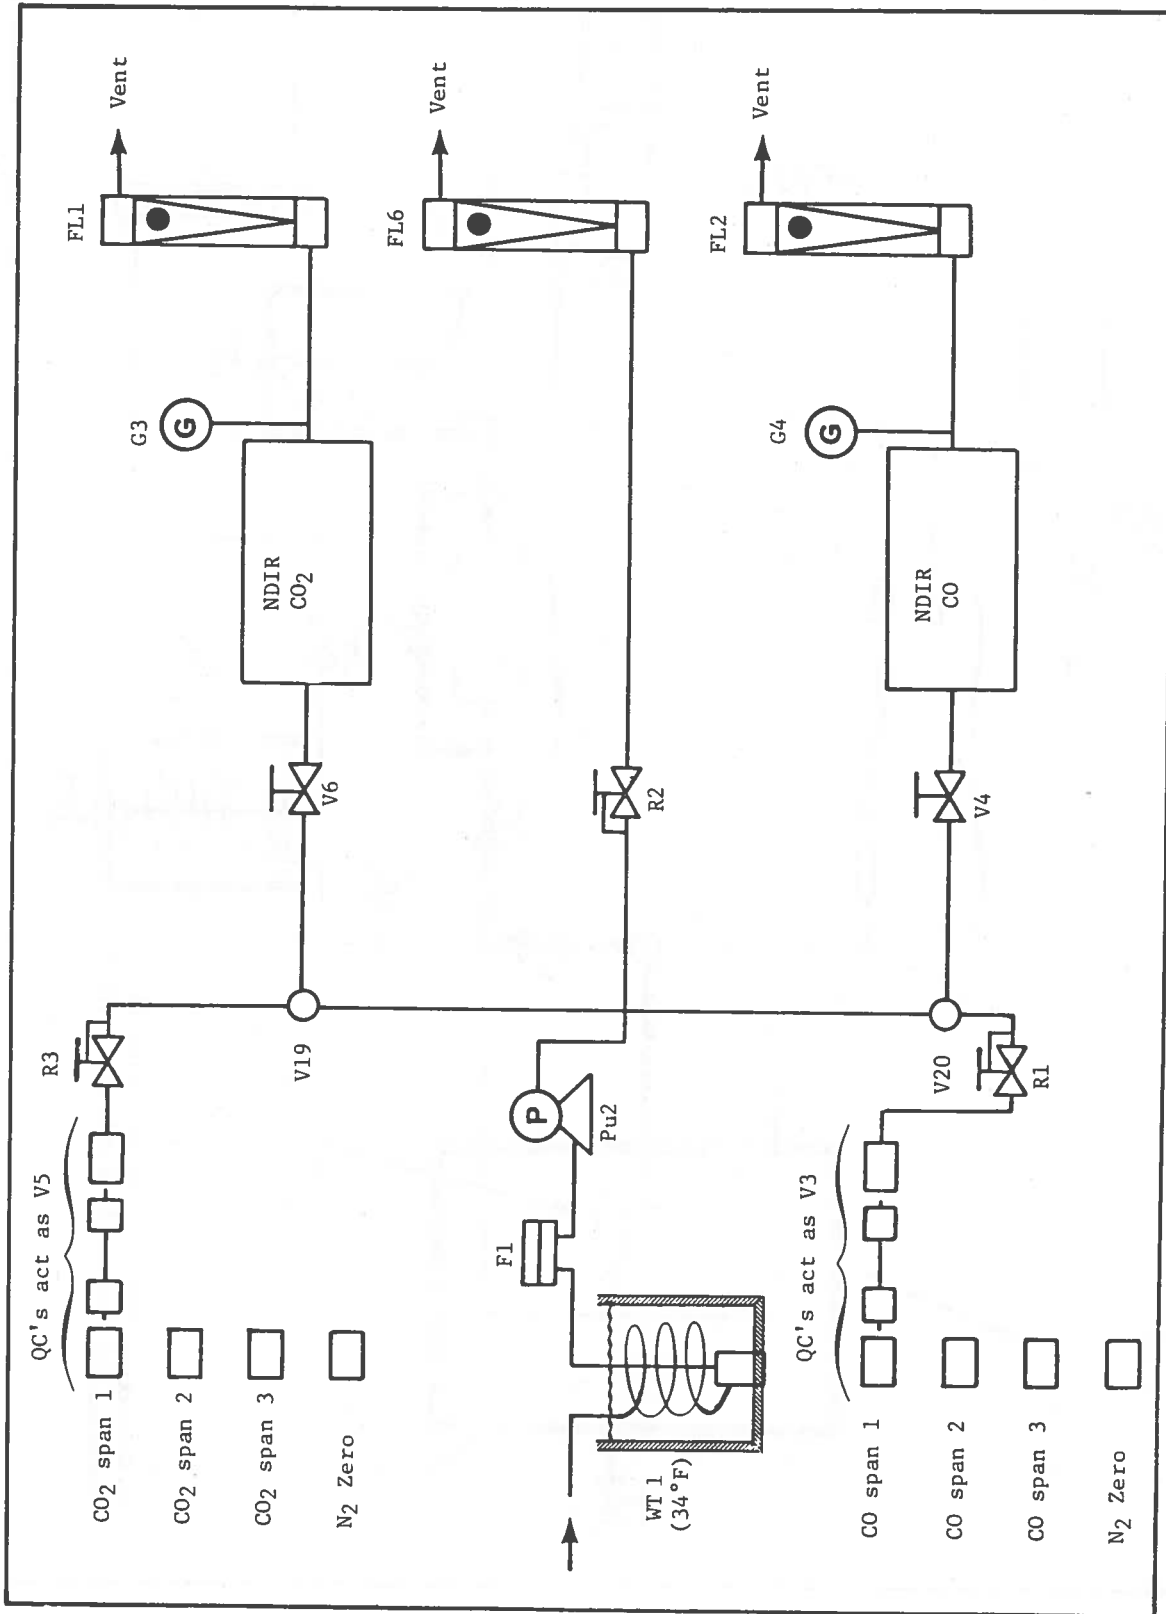 QC's act as V5
CO2 span 1
CO2 span 2
CO2 span 3
N2 Zero
R3
V19
V6
NDIR
CO2
G3
G
FL1
Vent
WT 1
(34°F)
F1
P
Pu2
R2
FL6
Vent
QC's act as V3
CO span 1
CO span 2
CO span 3
N2 Zero
R1
V20
V4
NDIR
CO
G4
G
FL2
Vent